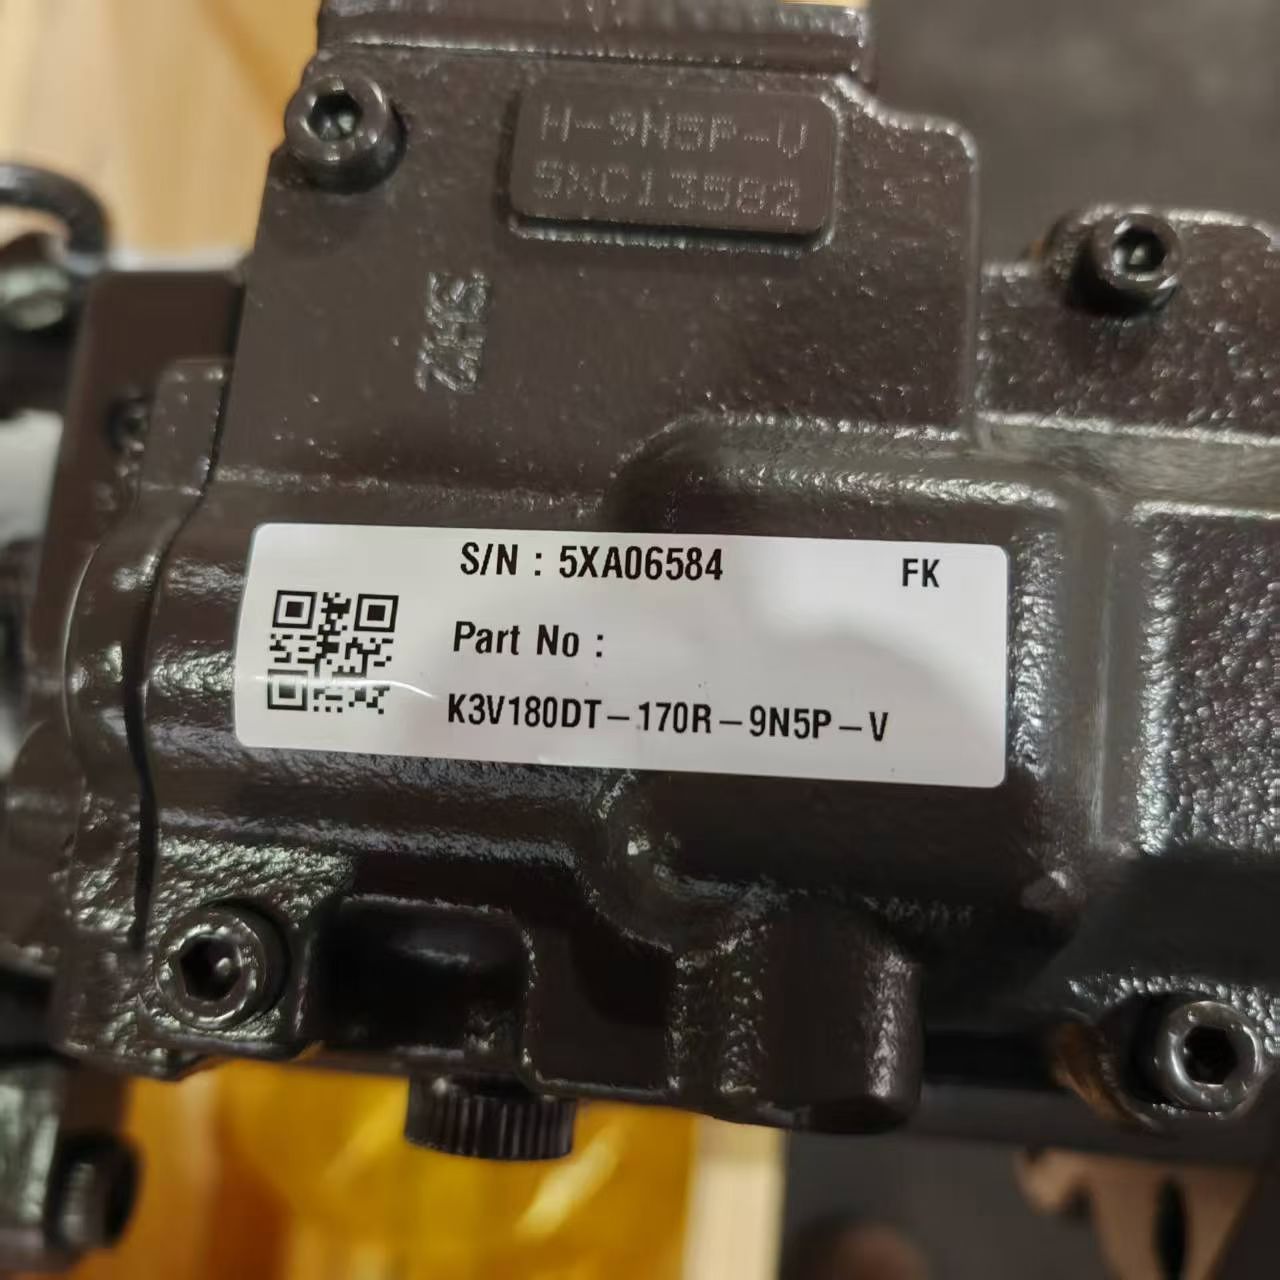 H-9N5P-V
5XC13582
S/N : 5XA06584
FK
Part No :
K3V180DT-170R-9N5P-V